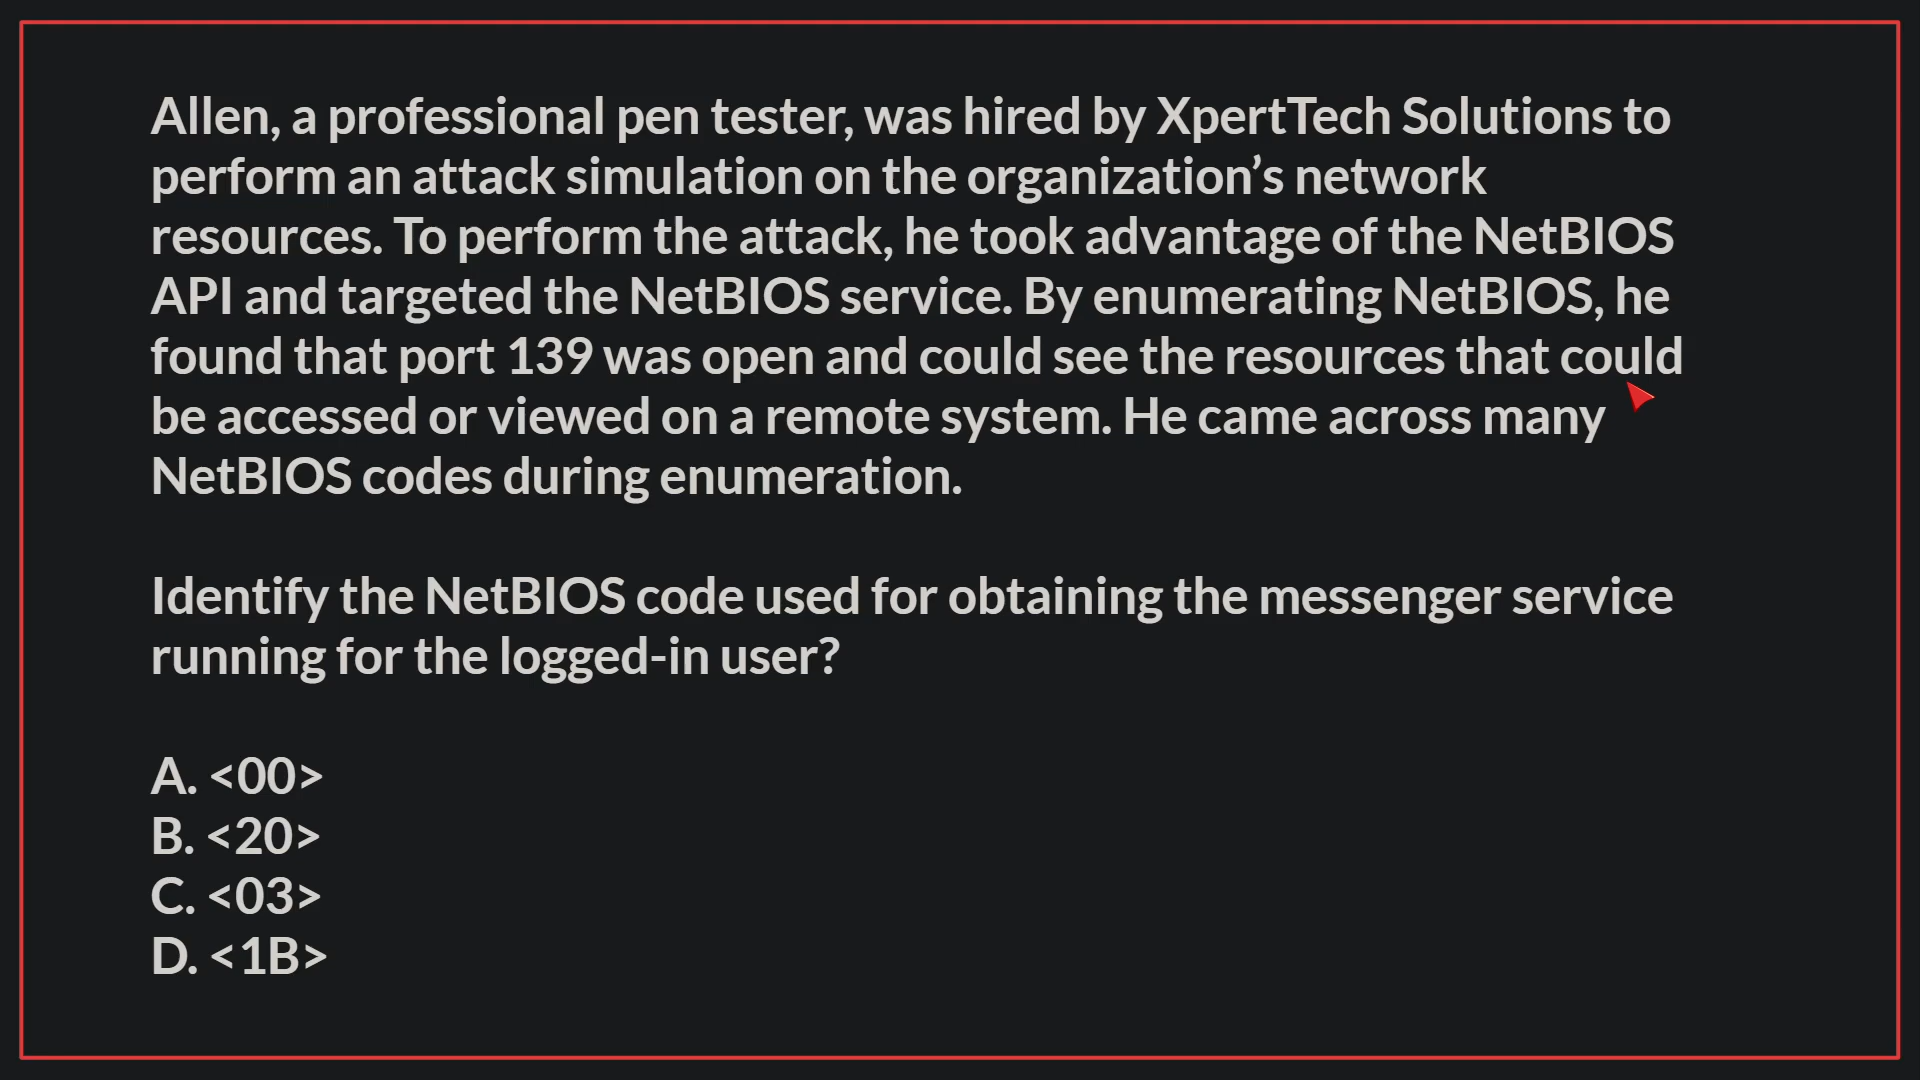 Allen, a professional pen tester, was hired by XpertTech Solutions to
perform an attack simulation on the organization’s network
resources. To perform the attack, he took advantage of the NetBIOS
API and targeted the NetBIOS service. By enumerating NetBIOS, he
found that port 139 was open and could see the resources that could
be accessed or viewed on a remote system. He came across many
NetBIOS codes during enumeration.
Identify the NetBIOS code used for obtaining the messenger service
running for the logged-in user?
A. <00>
B. <20>
C. <03>
D. <1B>